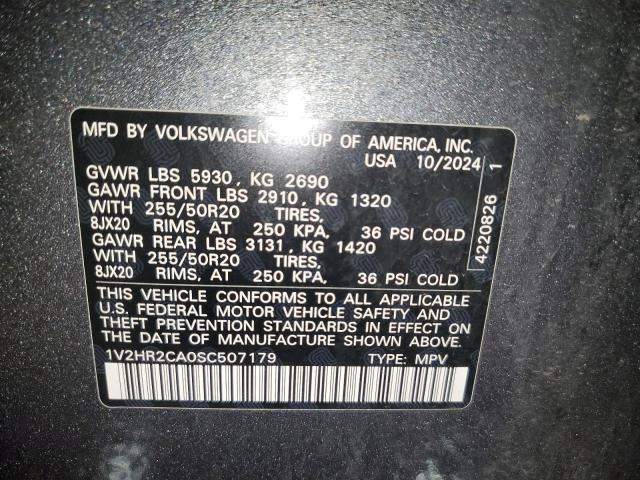 MFD BY VOLKSWAGEN GROUP OF AMERICA, INC.
USA 10/2024
GVWR LBS 5930, KG 2690
GAWR FRONT LBS 2910, KG 1320
WITH 255/50R20 TIRES,
8JX20 RIMS, AT 250 KPA, 36 PSI COLD
GAWR REAR LBS 3131, KG 1420
WITH 255/50R20 TIRES,
8JX20 RIMS, AT 250 KPA, 36 PSI COLD
THIS VEHICLE CONFORMS TO ALL APPLICABLE
U.S. FEDERAL MOTOR VEHICLE SAFETY AND
THEFT PREVENTION STANDARDS IN EFFECT ON
THE DATE OF MANUFACTURE SHOWN ABOVE.
1V2HR2CA0SC507179 TYPE: MPV
4220826 1